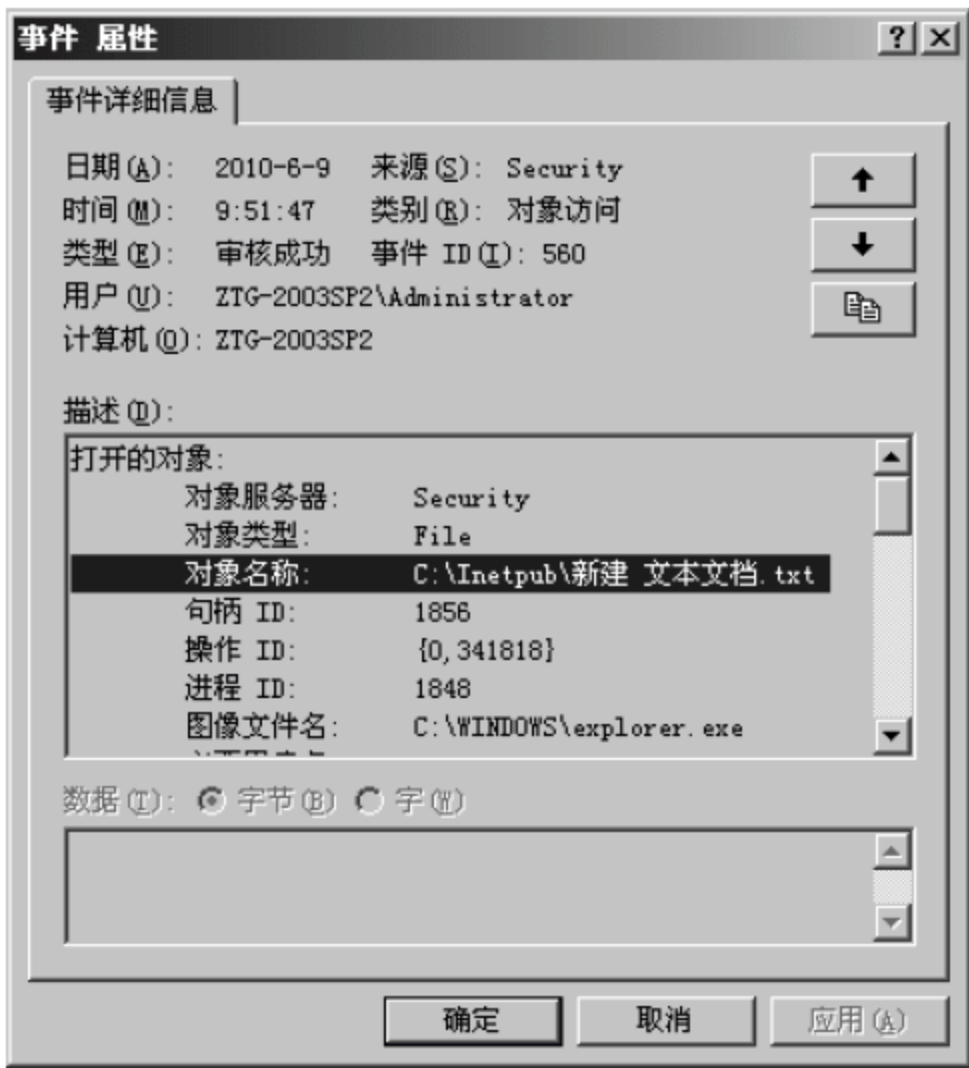 事件 属性
事件详细信息
日期(A): 2010-6-9 来源(S): Security
时间(M): 9:51:47 类别(R): 对象访问
类型(E): 审核成功 事件 ID(I): 560
用户(U): ZTG-2003SP2\Administrator
计算机(O): ZTG-2003SP2
描述(D):
打开的对象:
对象服务器: Security
对象类型: File
对象名称: C:\Inetpub\新建 文本文档.txt
句柄 ID: 1856
操作 ID: {0,341818}
进程 ID: 1848
图像文件名: C:\WINDOWS\explorer.exe
数据(T): 字节(B) 字(W)
确定 取消 应用(A)